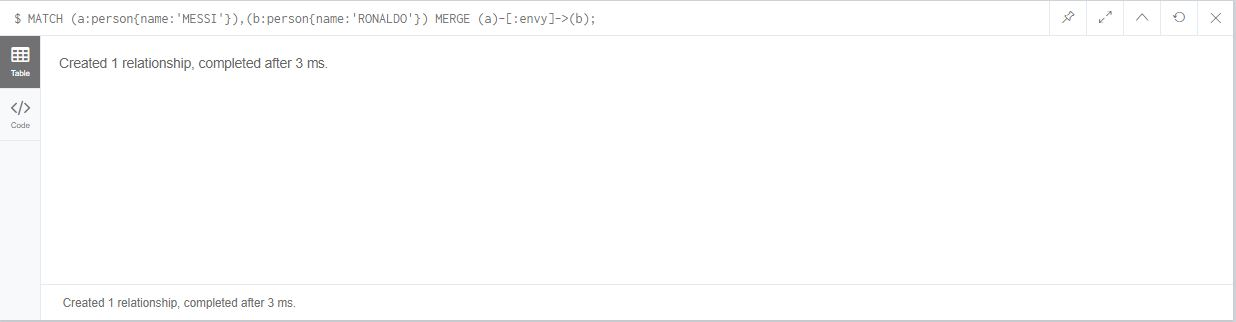 $ MATCH (a:person{name:'MESSI'}),(b:person{name:'RONALDO'}) MERGE (a)-[:envy]->(b);
Table
Created 1 relationship, completed after 3 ms.
</> 
Code
Created 1 relationship, completed after 3 ms.